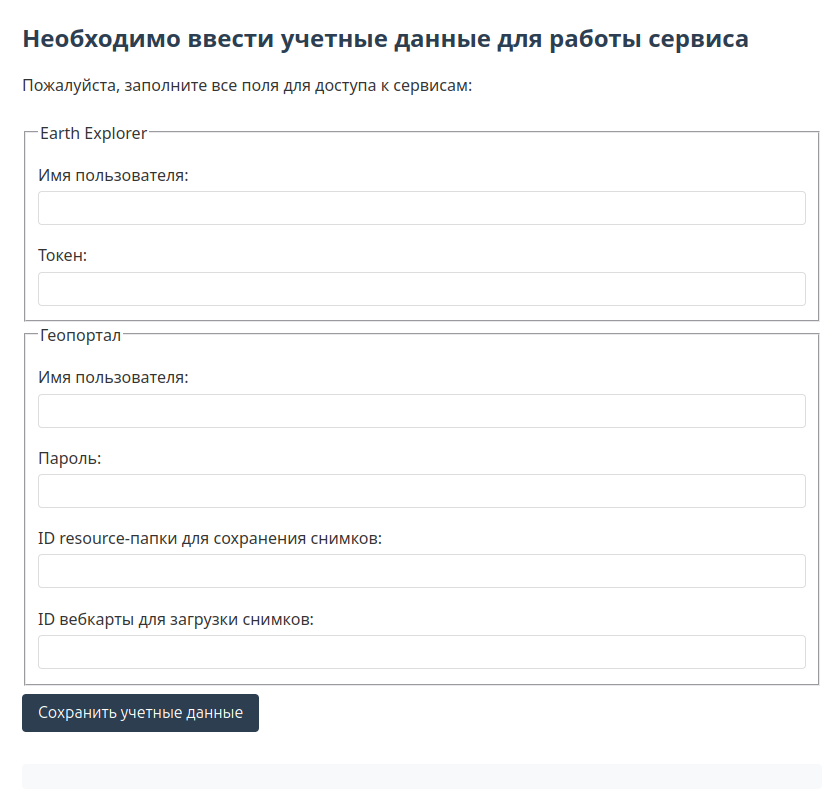 Необходимо ввести учетные данные для работы сервиса
Пожалуйста, заполните все поля для доступа к сервисам:
Earth Explorer
Имя пользователя:
Токен:
Геопортал
Имя пользователя:
Пароль:
ID resource-папки для сохранения снимков:
ID вебкарты для загрузки снимков:
Сохранить учетные данные